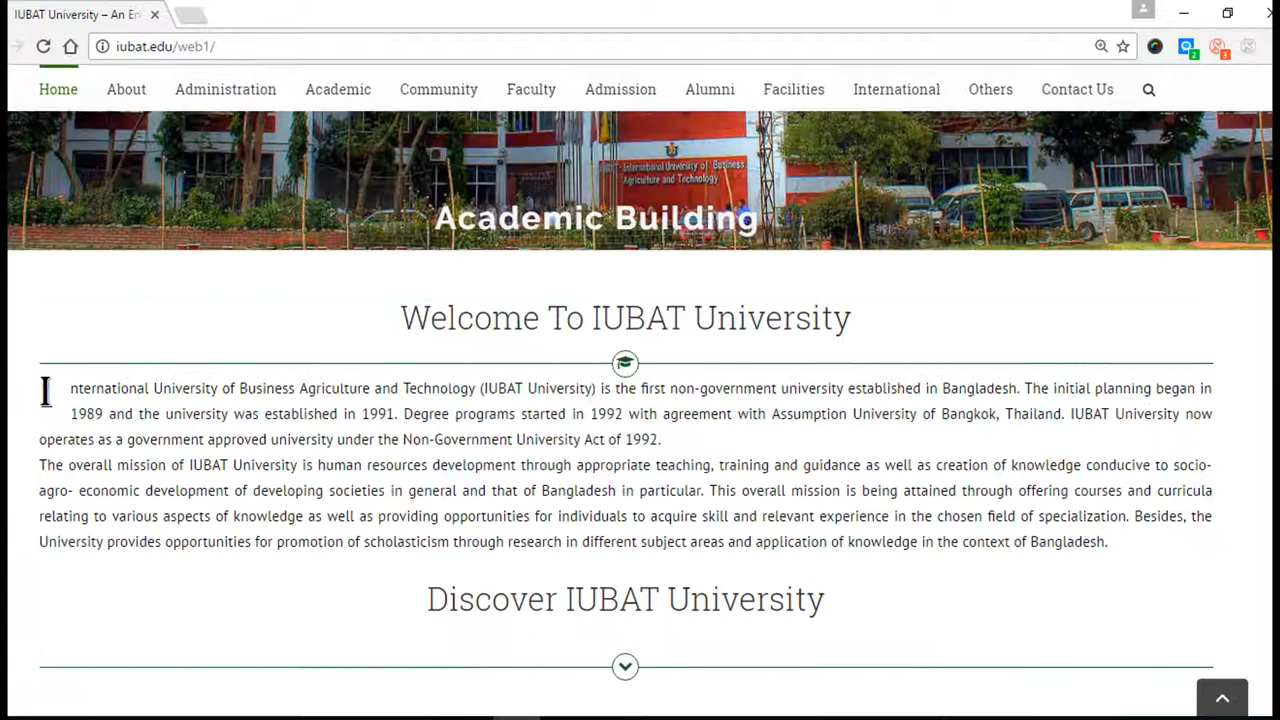 IUBAT University – An En
iubat.edu/web1/
2
3
Home About Administration Academic Community Faculty Admission Alumni Facilities International Others Contact Us
International University of Business
Agriculture and Technology
Academic Building
Welcome To IUBAT University
International University of Business Agriculture and Technology (IUBAT University) is the first non-government university established in Bangladesh. The initial planning began in
1989 and the university was established in 1991. Degree programs started in 1992 with agreement with Assumption University of Bangkok, Thailand. IUBAT University now
operates as a government approved university under the Non-Government University Act of 1992.
The overall mission of IUBAT University is human resources development through appropriate teaching, training and guidance as well as creation of knowledge conducive to socio-
agro- economic development of developing societies in general and that of Bangladesh in particular. This overall mission is being attained through offering courses and curricula
relating to various aspects of knowledge as well as providing opportunities for individuals to acquire skill and relevant experience in the chosen field of specialization. Besides, the
University provides opportunities for promotion of scholasticism through research in different subject areas and application of knowledge in the context of Bangladesh.
Discover IUBAT University